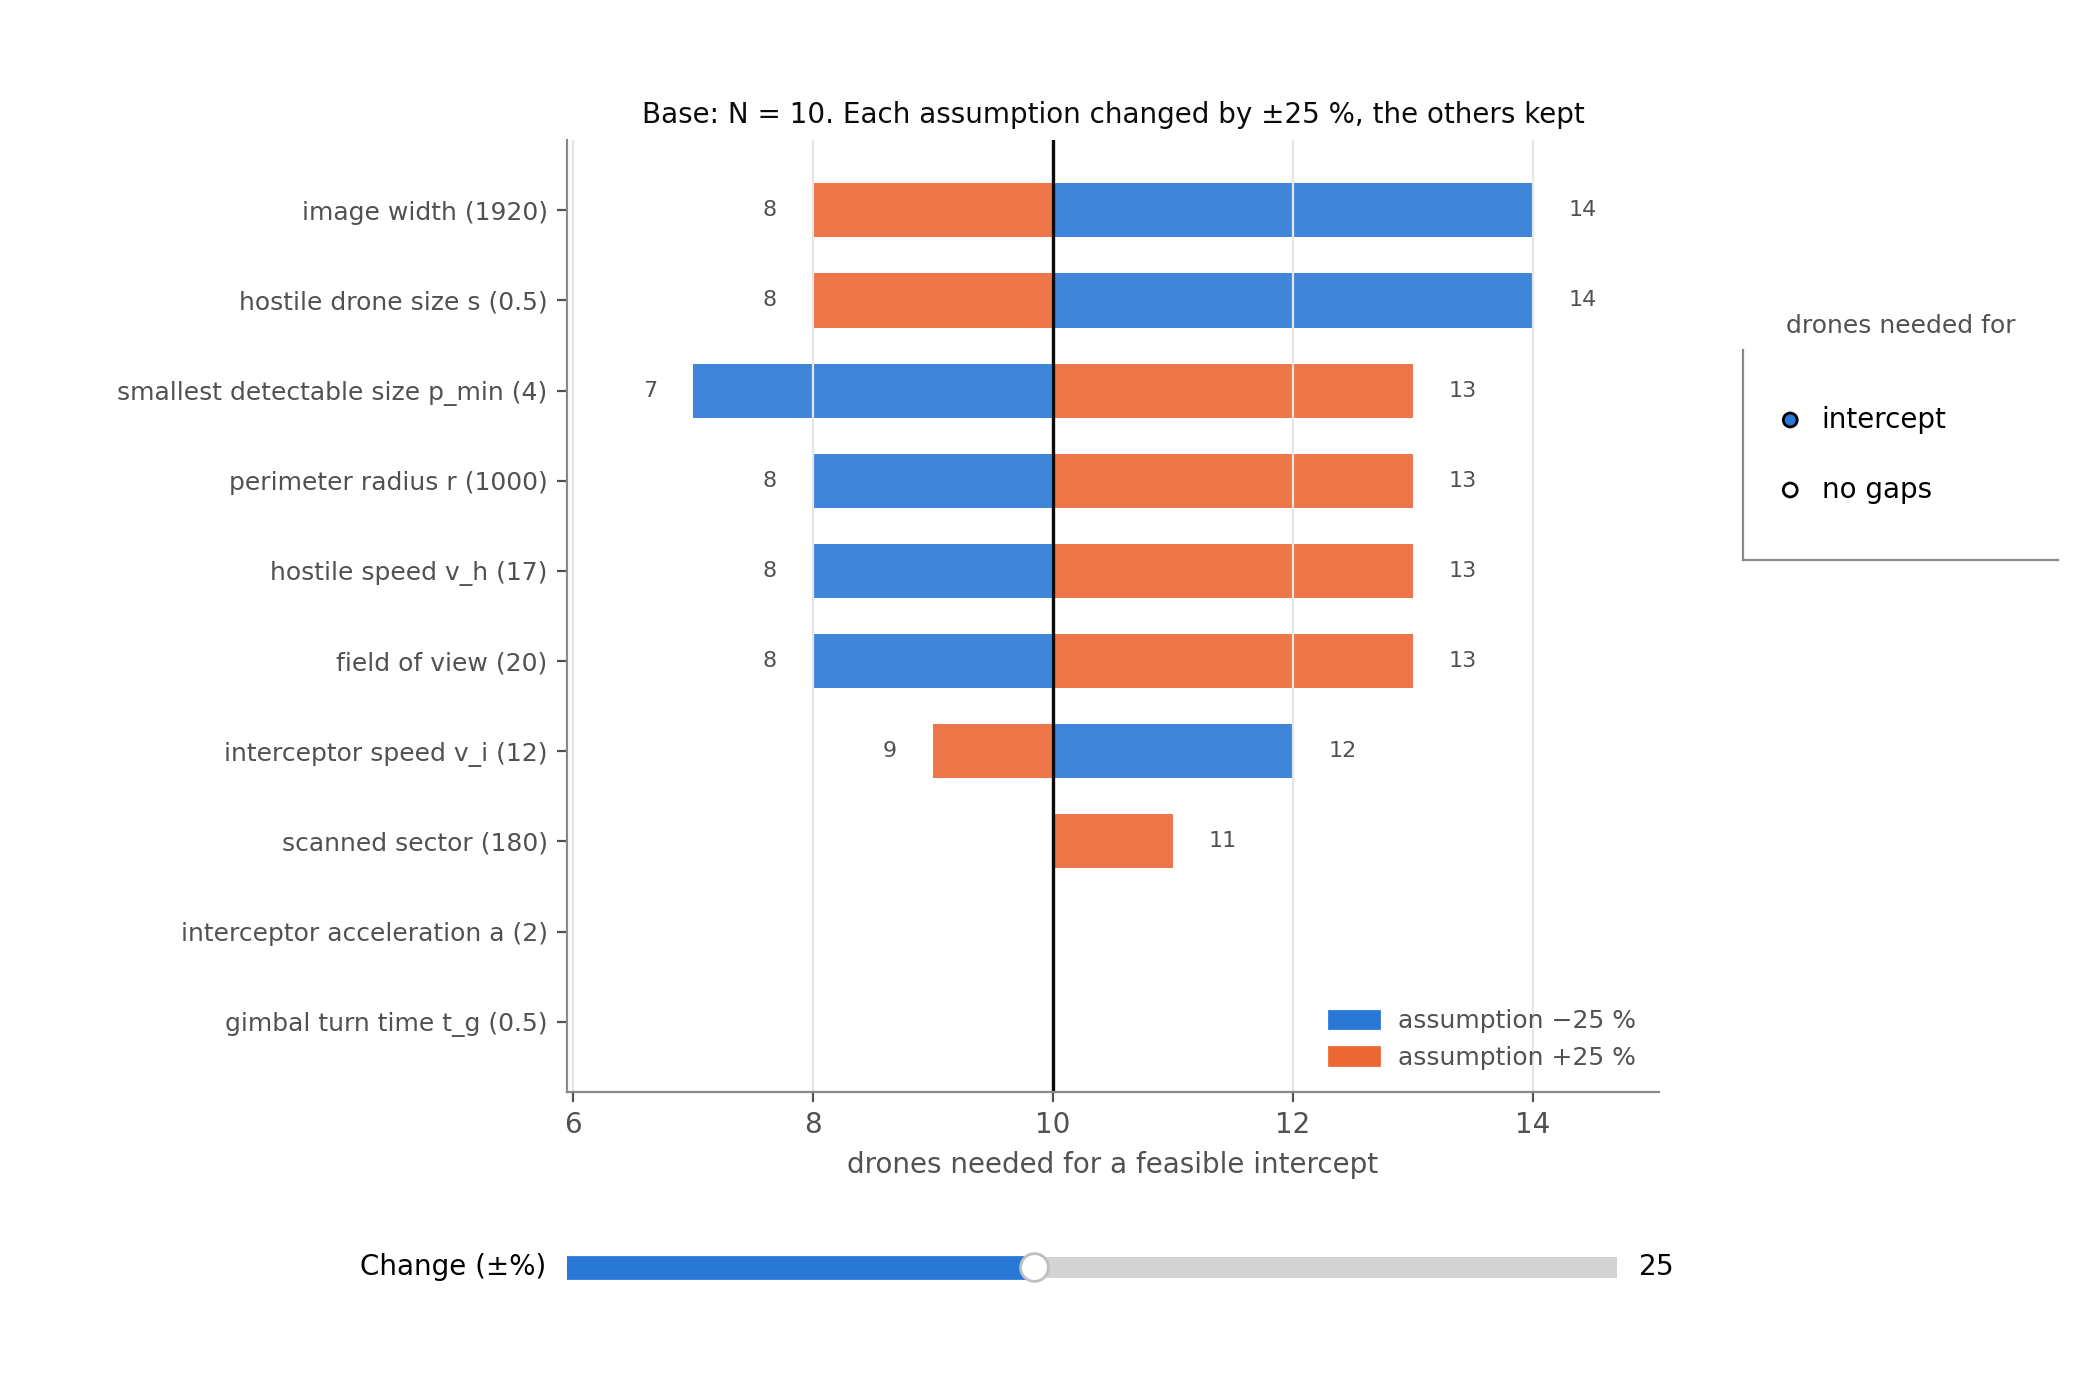 Base: N = 10. Each assumption changed by ±25 %, the others kept
image width (1920)
8
14
hostile drone size s (0.5)
8
14
smallest detectable size p_min (4)
7
13
perimeter radius r (1000)
8
13
hostile speed v_h (17)
8
13
field of view (20)
8
13
interceptor speed v_i (12)
9
12
scanned sector (180)
11
interceptor acceleration a (2)
gimbal turn time t_g (0.5)
assumption −25 %
assumption +25 %
6 8 10 12 14
drones needed for a feasible intercept
drones needed for
intercept
no gaps
Change (±%)
25